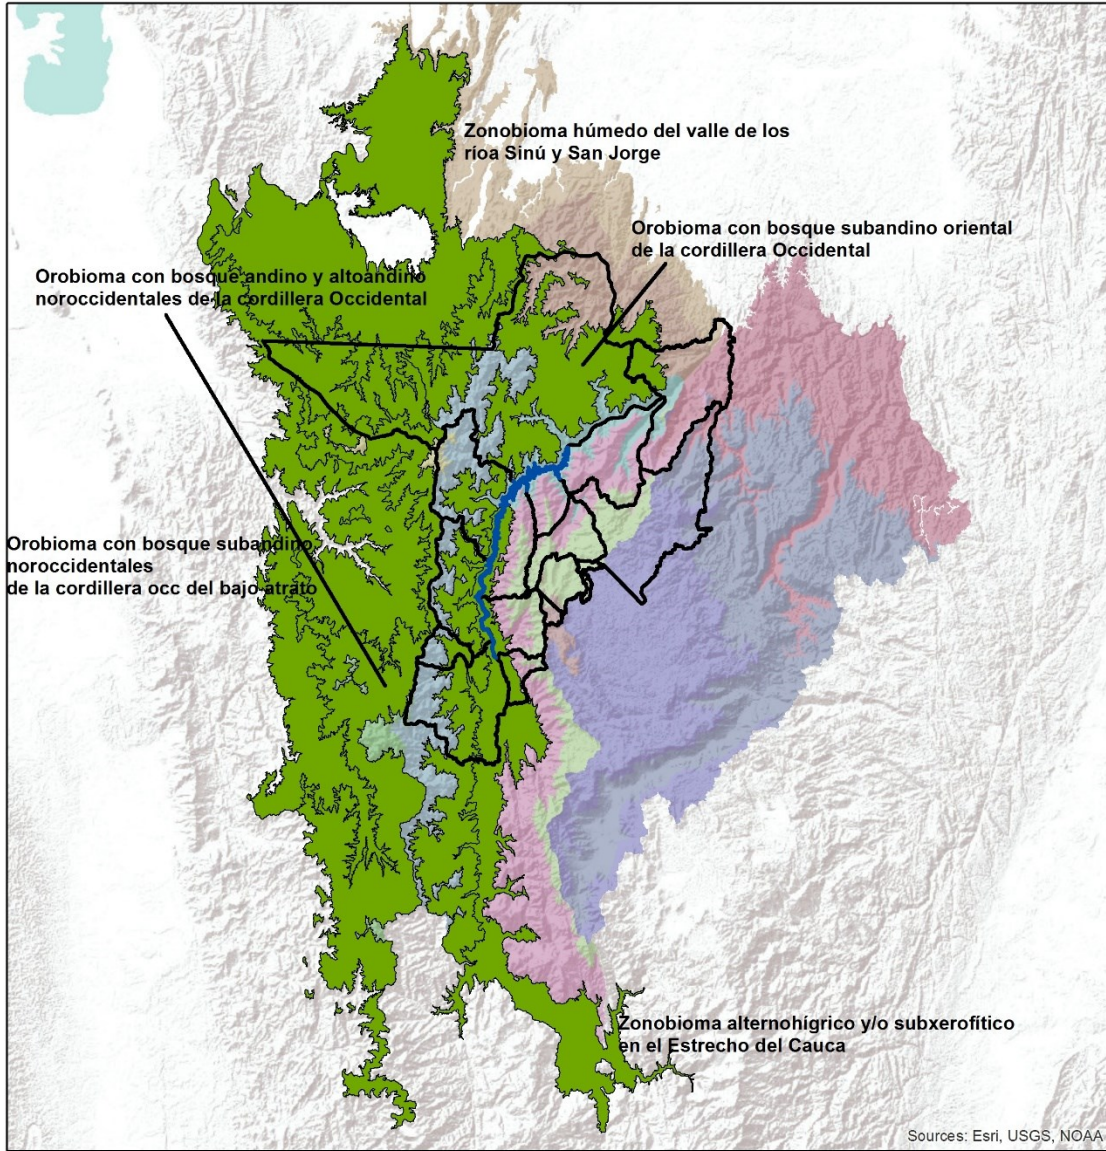 Zonobioma húmedo del valle de los
rioa Sinú y San Jorge
Orobioma con bosque subandino oriental
de la cordillera Occidental
Orobioma con bosque andino y altoandino
noroccidentales de la cordillera Occidental
Orobioma con bosque subandino
noroccidentales
de la cordillera occ del bajo atrato
Zonobioma alternohígrico y/o subxerofítico
en el Estrecho del Cauca
Sources: Esri, USGS, NOAA